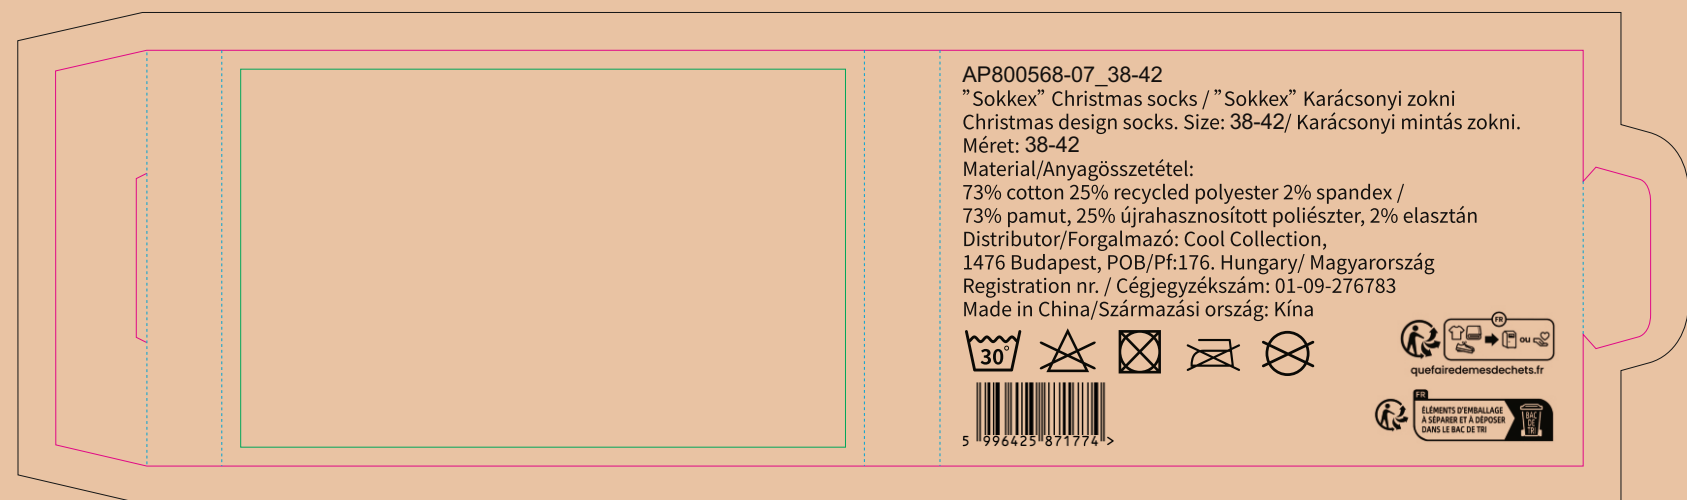 AP800568-07_38-42
”Sokkex” Christmas socks / ”Sokkex” Karácsonyi zokni
Christmas design socks. Size: 38-42/ Karácsonyi mintás zokni.
Méret: 38-42
Material/Anyagösszetétel:
73% cotton 25% recycled polyester 2% spandex /
73% pamut, 25% újrahasznosított poliészter, 2% elasztán
Distributor/Forgalmazó: Cool Collection,
1476 Budapest, POB/Pf:176. Hungary/ Magyarország
Registration nr. / Cégjegyzékszám: 01-09-276783
Made in China/Származási ország: Kína
30°
FR
ou
quefairedemesdechets.fr
5 996425 871774 >
FR
ÉLÉMENTS D'EMBALLAGE
À SÉPARER ET À DÉPOSER
DANS LE BAC DE TRI
BAC
DE
TRI